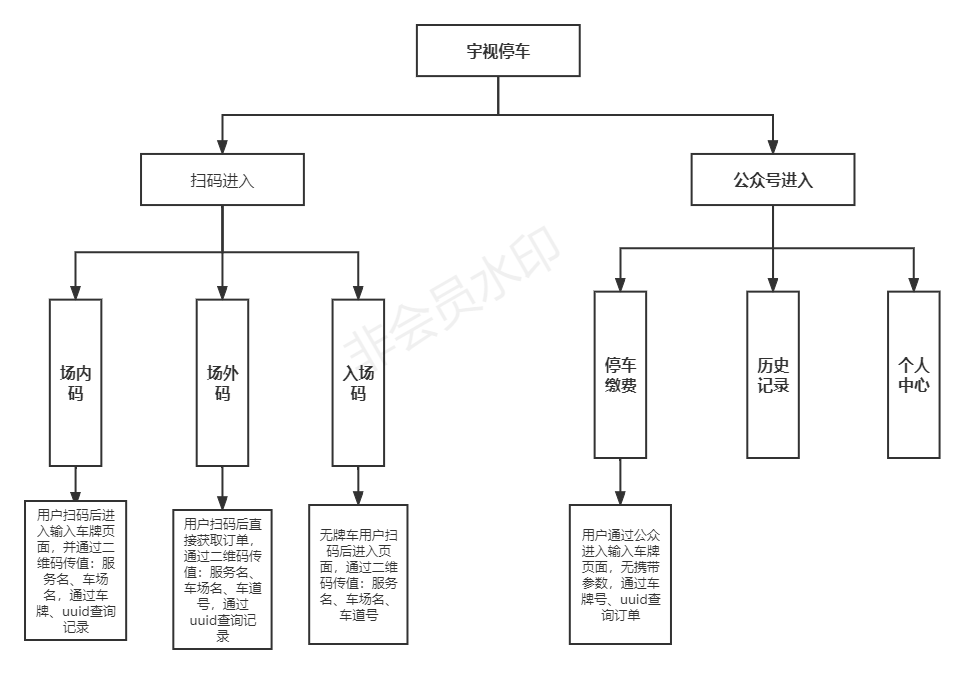 宇视停车
扫码进入
公众号进入
非会员水印
场内
码
场外
码
入场
码
停车
缴费
历史
记录
个人
中心
用户扫码后进
入输入车牌页
面，并通过二
维码传值：服
务名、车场
名，通过车
牌、uuid查询
记录
用户扫码后直
接获取订单，
通过二维码传
值：服务名、
车场名、车道
号，通过
uuid查询记
录
无牌车用户扫
码后进入页
面，通过二维
码传值：服务
名、车场名、
车道号
用户通过公众
进入输入车牌
页面，无携带
参数，通过车
牌号、uuid查
询订单